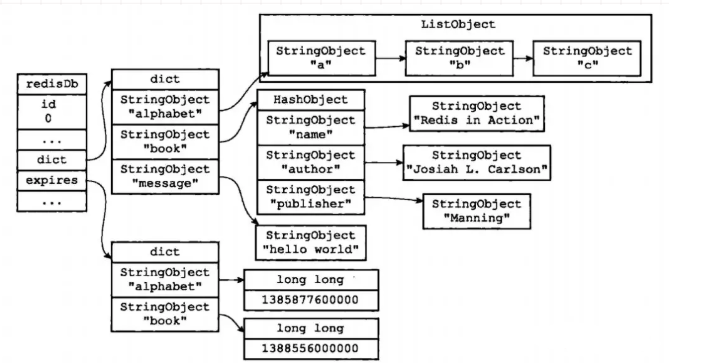 ListObject
StringObject
"a"
StringObject
"b"
StringObject
"c"
redisDb
id
0
...
dict
expires
...
dict
StringObject
"alphabet"
StringObject
"book"
StringObject
"message"
HashObject
StringObject
"name"
StringObject
"author"
StringObject
"publisher"
StringObject
"Redis in Action"
StringObject
"Josiah L. Carlson"
StringObject
"Manning"
StringObject
"hello world"
dict
StringObject
"alphabet"
StringObject
"book"
long long
1385877600000
long long
1388556000000